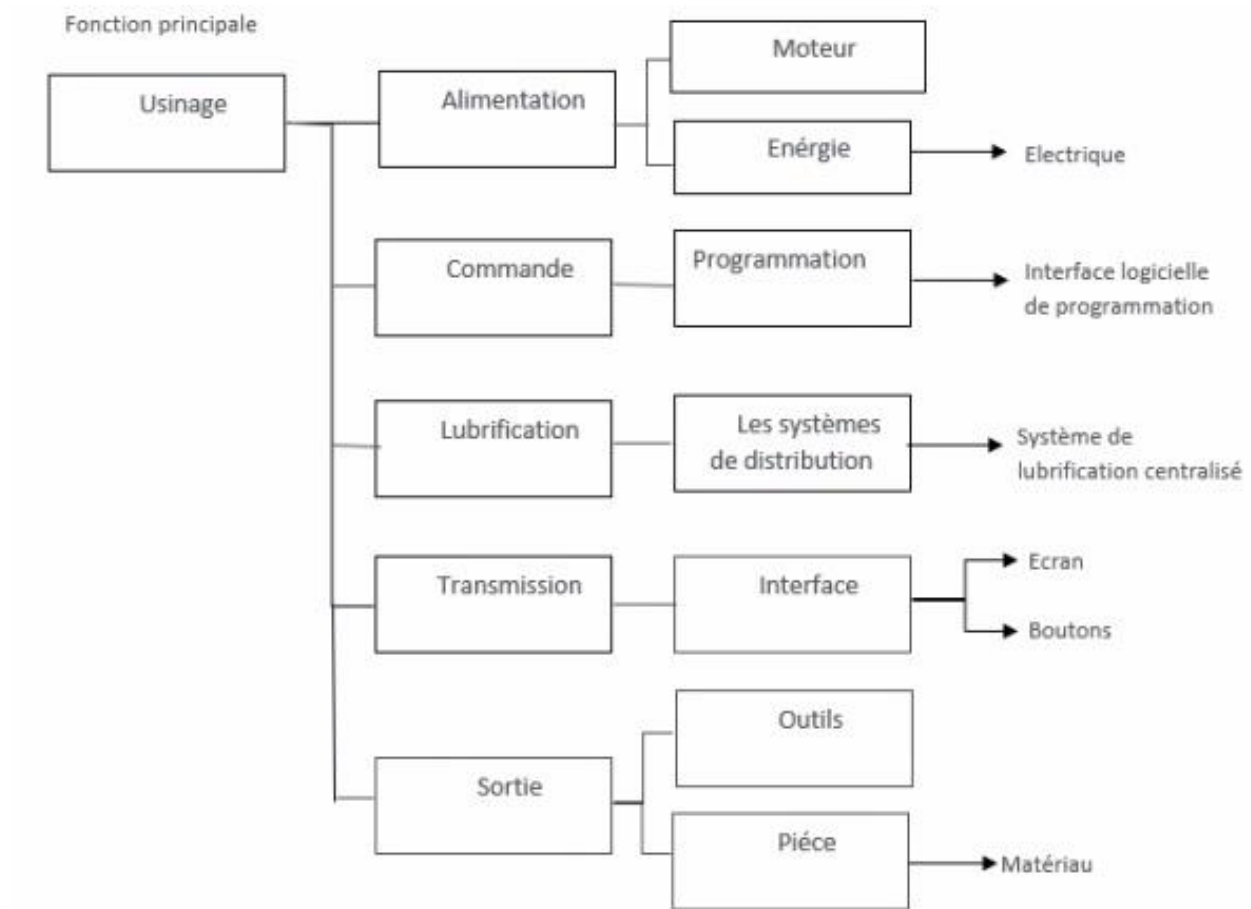 Fonction principale
Usinage
Alimentation
Moteur
Enérgie
Electrique
Commande
Programmation
Interface logicielle
de programmation
Lubrification
Les systèmes
de distribution
Système de
lubrification centralisé
Transmission
Interface
Ecran
Boutons
Sortie
Outils
Piéce
Matériau